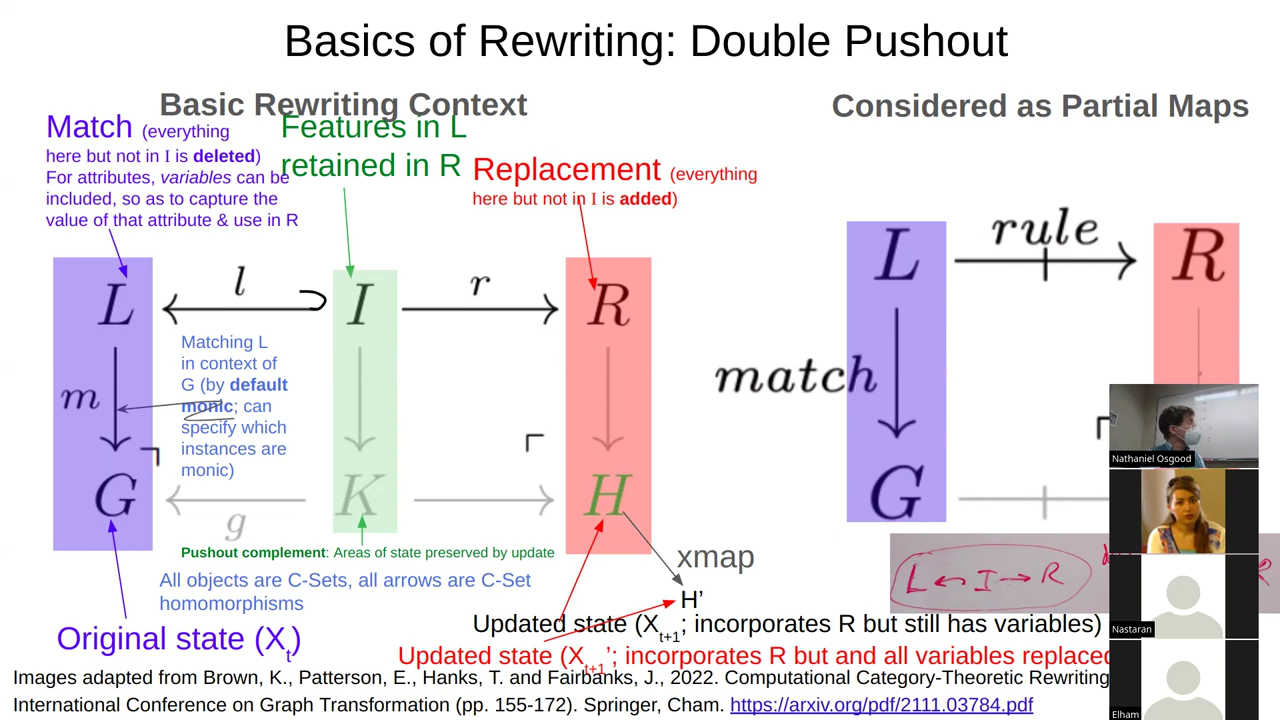 Basics of Rewriting: Double Pushout
Basic Rewriting Context
Considered as Partial Maps
Match (everything
here but not in I is deleted)
For attributes, variables can be
included, so as to capture the
value of that attribute & use in R
Features in L
retained in R
Replacement (everything
here but not in I is added)
L
l
I
r
R
Matching L
in context of
G (by default
monic; can
specify which
instances are
monic)
m
G
g
K
H
Pushout complement: Areas of state preserved by update
All objects are C-Sets, all arrows are C-Set
homomorphisms
Original state (Xt)
xmap
H’
Updated state (Xt+1; incorporates R but still has variables)
Updated state (Xt+1’; incorporates R but and all variables replaced
L
rule
R
match
G
L ↩ I → R
Images adapted from Brown, K., Patterson, E., Hanks, T. and Fairbanks, J., 2022. Computational Category-Theoretic Rewriting
International Conference on Graph Transformation (pp. 155-172). Springer, Cham. https://arxiv.org/pdf/2111.03784.pdf
Nathaniel Osgood
Nastaran
Elham